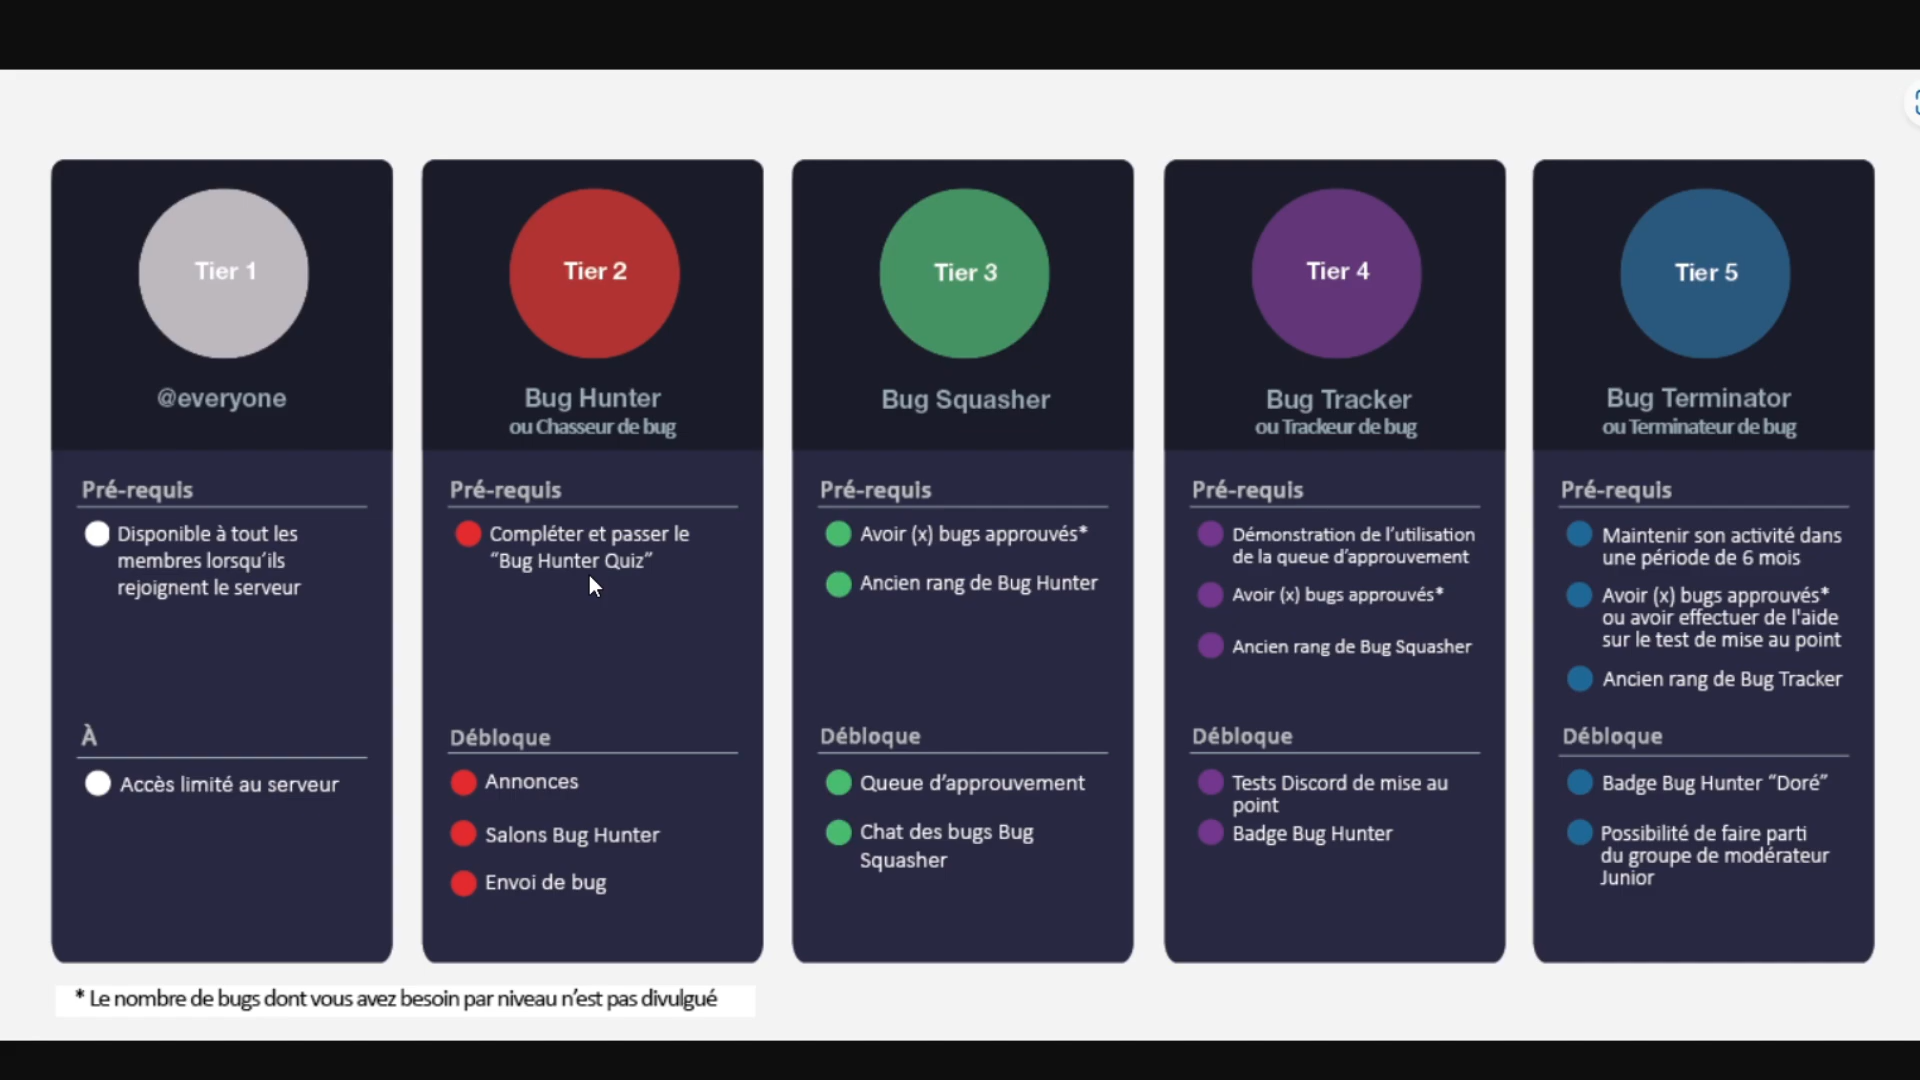 Tier 1
@everyone
Pré-requis
Disponible à tout les
membres lorsqu'ils
rejoignent le serveur
À
Accès limité au serveur
Tier 2
Bug Hunter
ou Chasseur de bug
Pré-requis
Compléter et passer le
“Bug Hunter Quiz”
Débloque
Annonces
Salons Bug Hunter
Envoi de bug
Tier 3
Bug Squasher
Pré-requis
Avoir (x) bugs approuvés*
Ancien rang de Bug Hunter
Débloque
Queue d’approuvement
Chat des bugs Bug
Squasher
Tier 4
Bug Tracker
ou Trackeur de bug
Pré-requis
Démonstration de l’utilisation
de la queue d’approuvement
Avoir (x) bugs approuvés*
Ancien rang de Bug Squasher
Débloque
Tests Discord de mise au
point
Badge Bug Hunter
Tier 5
Bug Terminator
ou Terminateur de bug
Pré-requis
Maintenir son activité dans
une période de 6 mois
Avoir (x) bugs approuvés*
ou avoir effectuer de l'aide
sur le test de mise au point
Ancien rang de Bug Tracker
Débloque
Badge Bug Hunter “Doré”
Possibilité de faire parti
du groupe de modérateur
Junior
* Le nombre de bugs dont vous avez besoin par niveau n’est pas divulgué